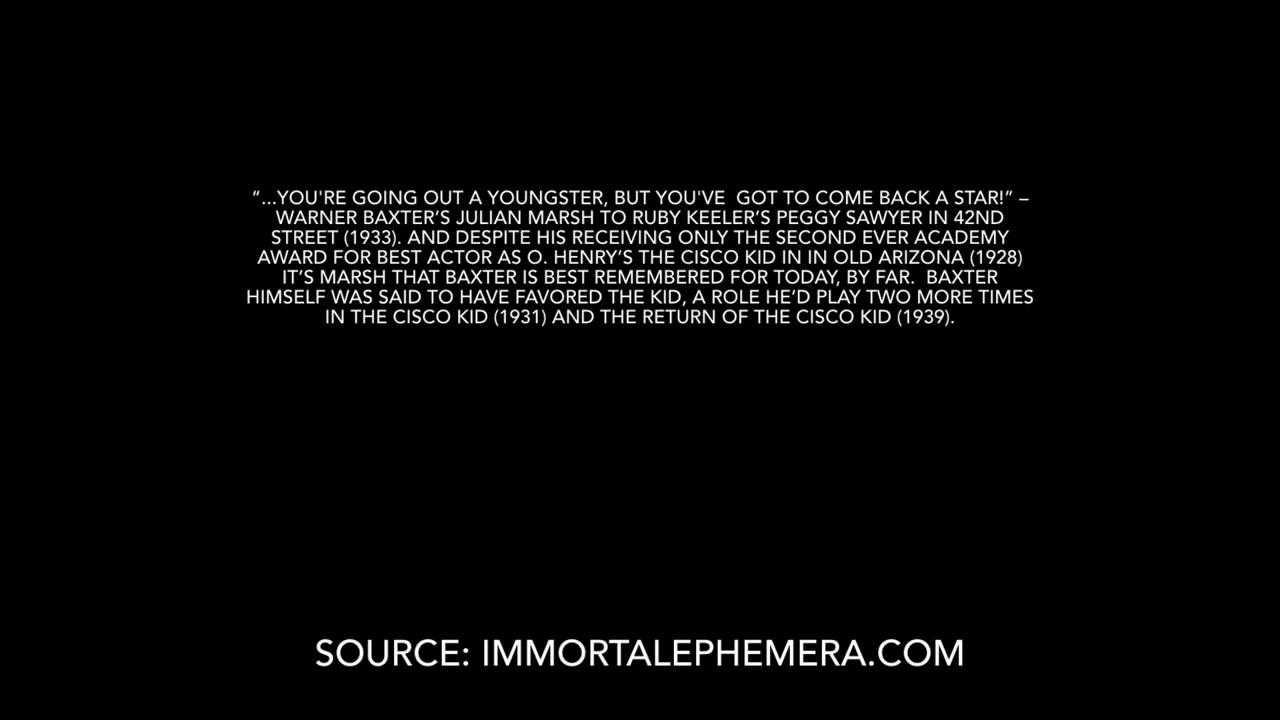 “...YOU'RE GOING OUT A YOUNGSTER, BUT YOU'VE  GOT TO COME BACK A STAR!” –
WARNER BAXTER’S JULIAN MARSH TO RUBY KEELER’S PEGGY SAWYER IN 42ND
STREET (1933). AND DESPITE HIS RECEIVING ONLY THE SECOND EVER ACADEMY
AWARD FOR BEST ACTOR AS O. HENRY’S THE CISCO KID IN IN OLD ARIZONA (1928)
IT’S MARSH THAT BAXTER IS BEST REMEMBERED FOR TODAY, BY FAR.  BAXTER
HIMSELF WAS SAID TO HAVE FAVORED THE KID, A ROLE HE’D PLAY TWO MORE TIMES
IN THE CISCO KID (1931) AND THE RETURN OF THE CISCO KID (1939).
SOURCE: IMMORTALEPHEMERA.COM